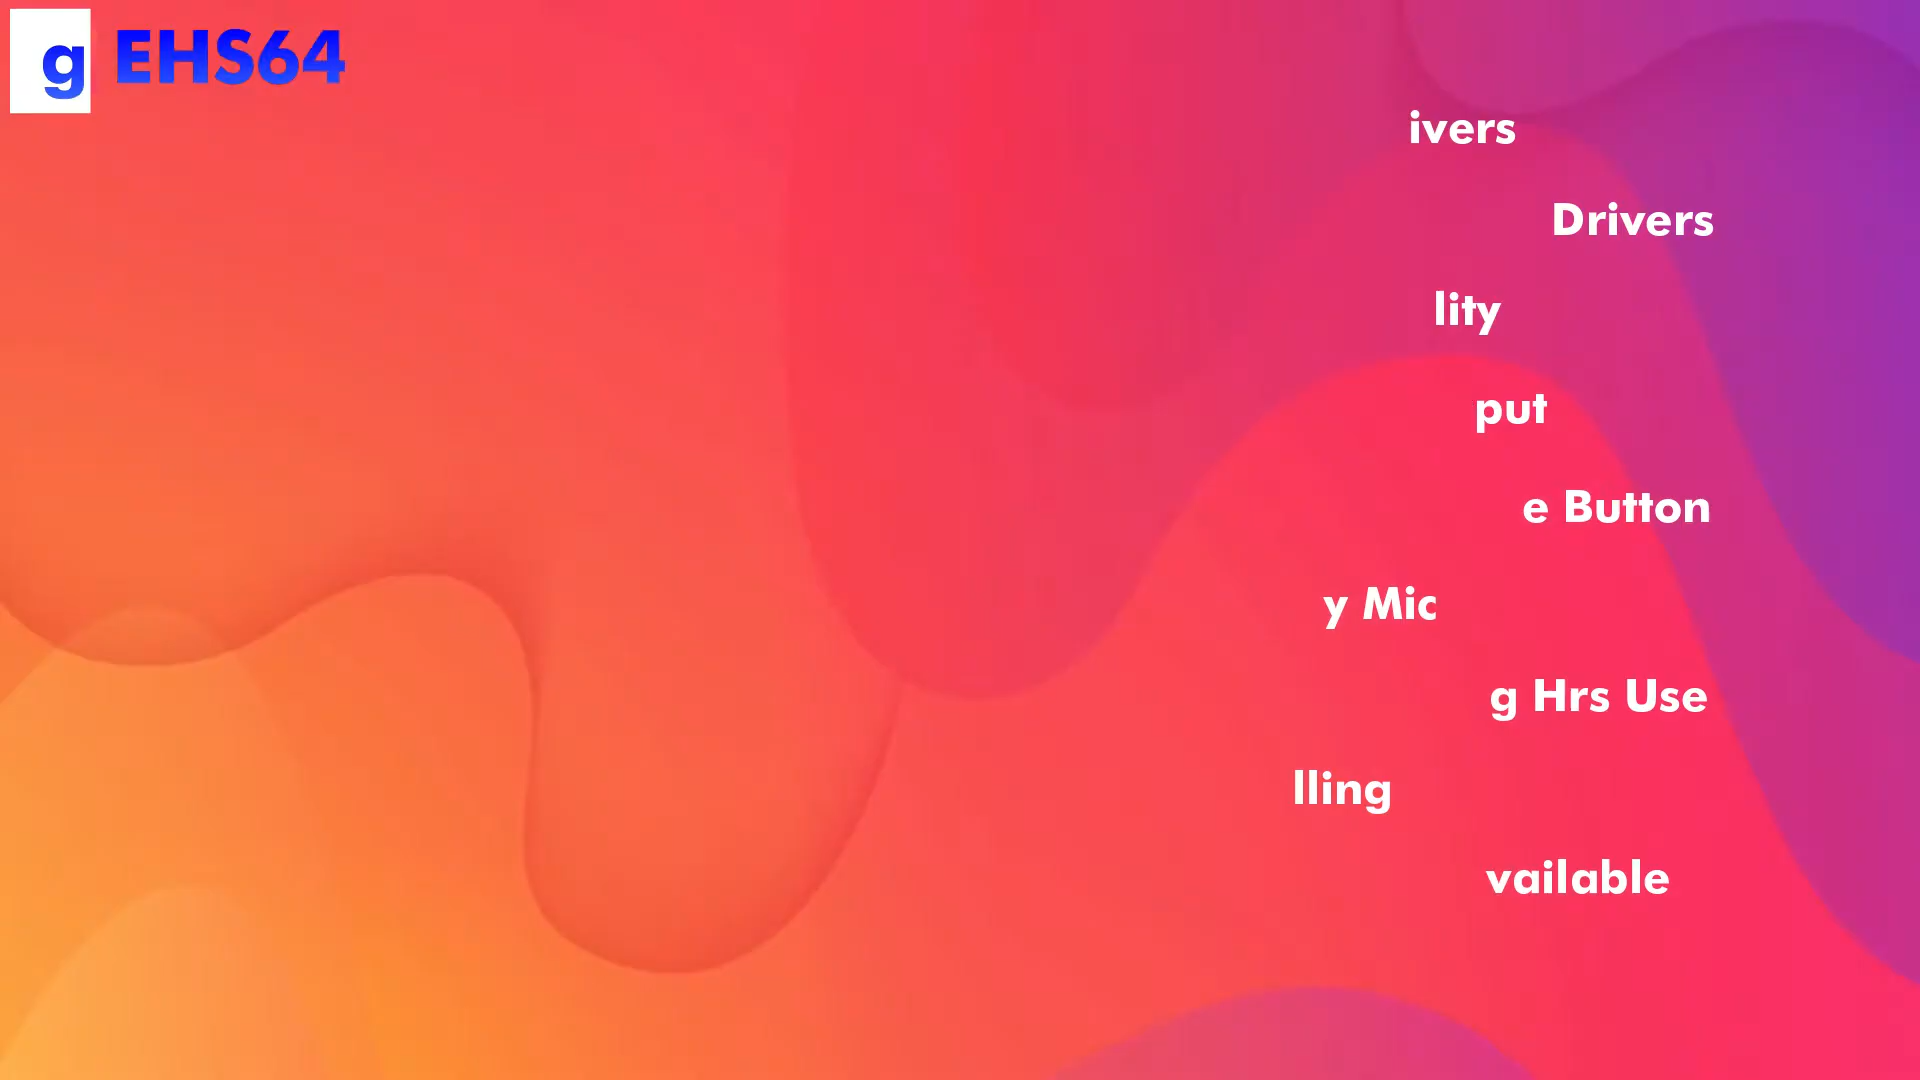 g EHS64
ivers
Drivers
lity
put
e Button
y Mic
g Hrs Use
lling
vailable